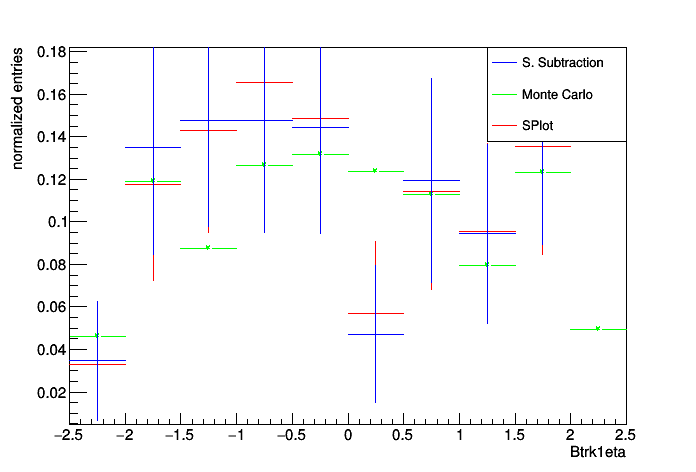 normalized entries
0.18
0.16
0.14
0.12
0.1
0.08
0.06
0.04
0.02
S. Subtraction
Monte Carlo
SPlot
−2.5 −2 −1.5 −1 −0.5 0 0.5 1 1.5 2 2.5
Btrk1eta